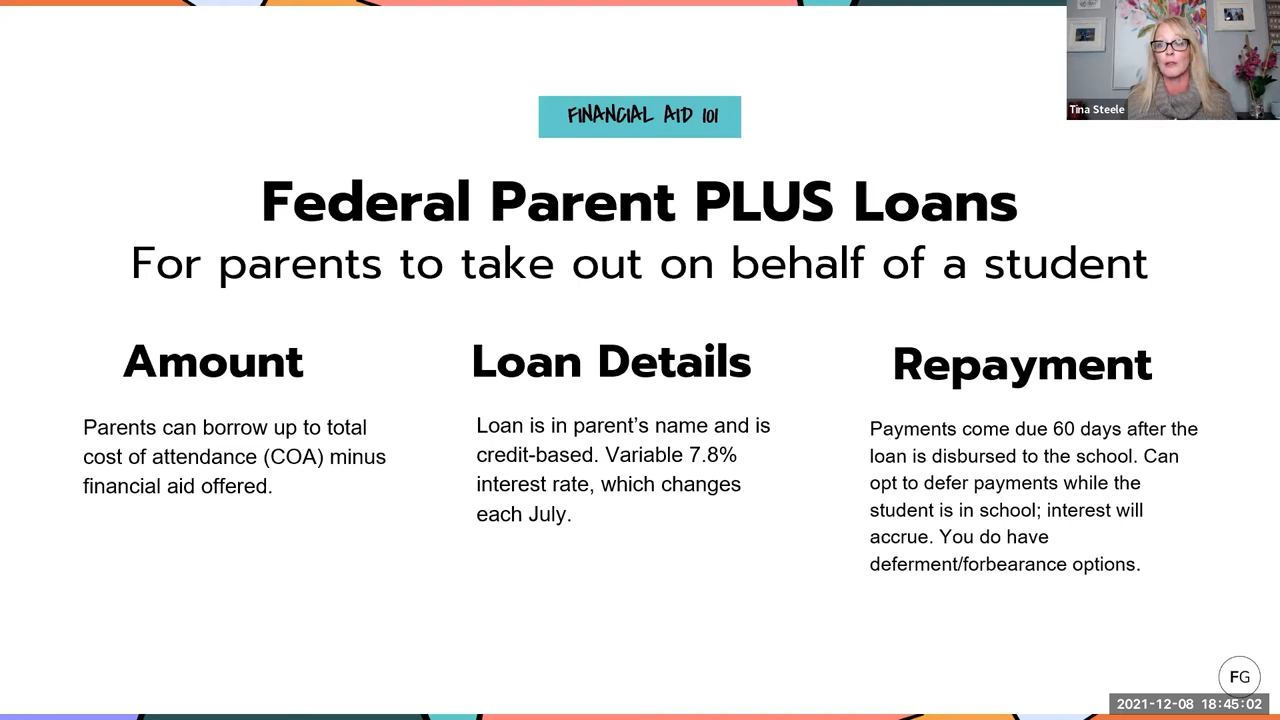 Tina Steele
FINANCIAL AID 101
Federal Parent PLUS Loans
For parents to take out on behalf of a student
Amount
Parents can borrow up to total
cost of attendance (COA) minus
financial aid offered.
Loan Details
Loan is in parent’s name and is
credit-based. Variable 7.8%
interest rate, which changes
each July.
Repayment
Payments come due 60 days after the
loan is disbursed to the school. Can
opt to defer payments while the
student is in school; interest will
accrue. You do have
deferment/forbearance options.
FG
2021-12-08 18:45:02